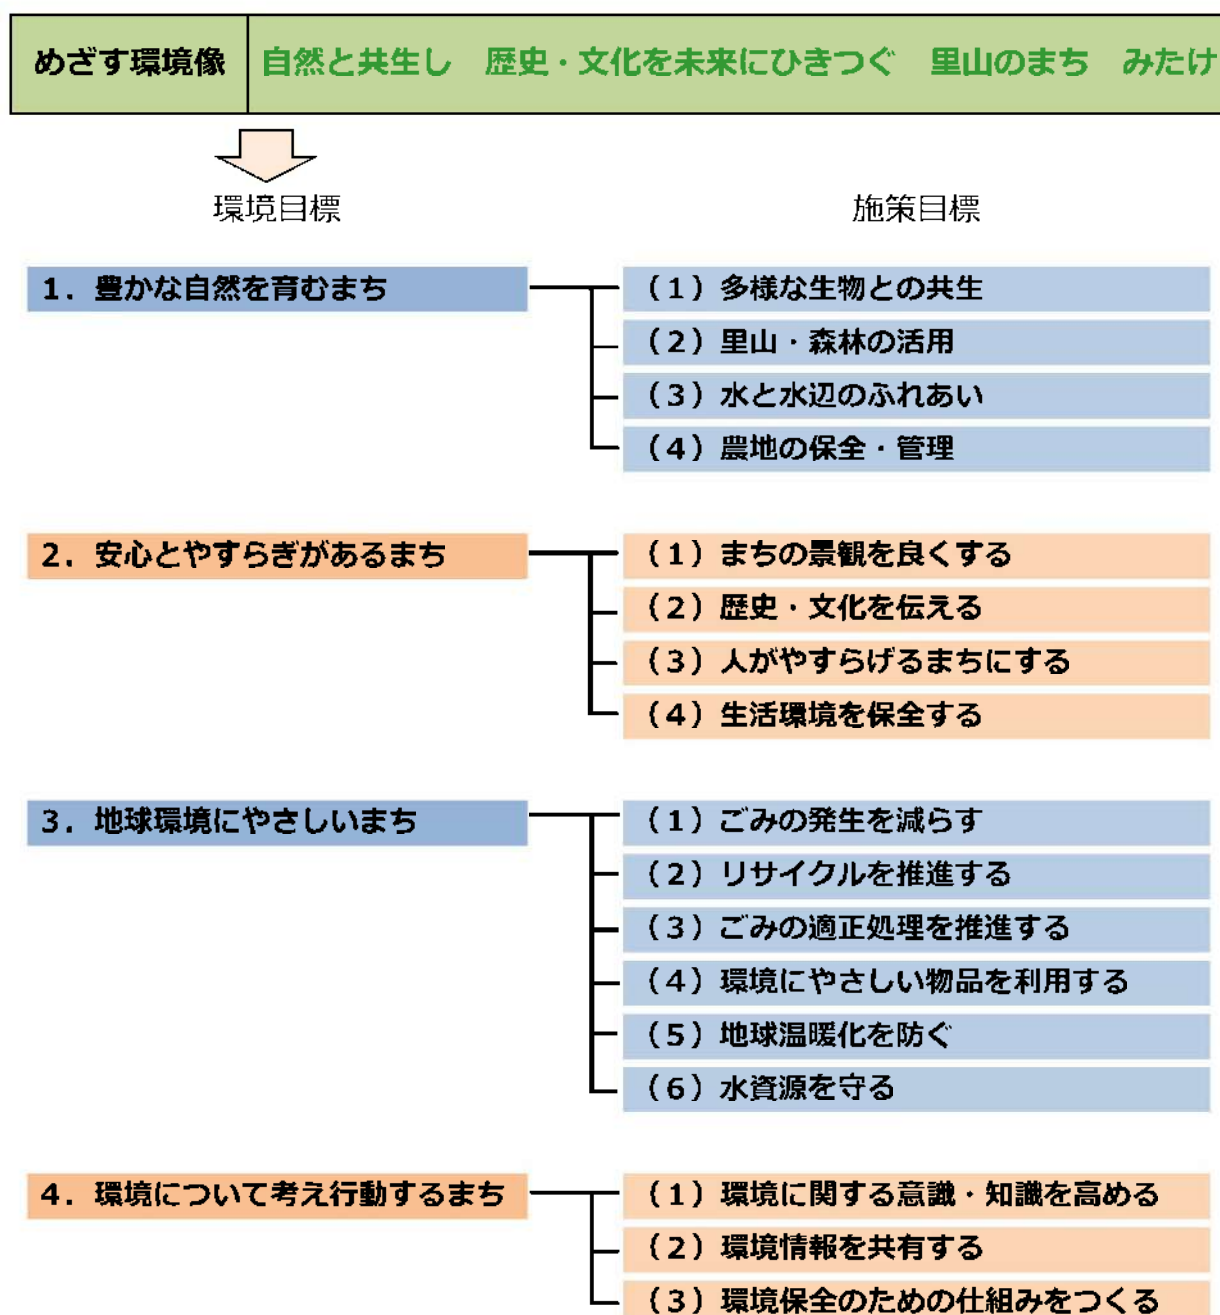 めざす環境像
自然と共生し　歴史・文化を未来にひきつぐ　里山のまち　みたけ
環境目標
施策目標
1．豊かな自然を育むまち
（1）多様な生物との共生
（2）里山・森林の活用
（3）水と水辺のふれあい
（4）農地の保全・管理
2．安心とやすらぎがあるまち
（1）まちの景観を良くする
（2）歴史・文化を伝える
（3）人がやすらげるまちにする
（4）生活環境を保全する
3．地球環境にやさしいまち
（1）ごみの発生を減らす
（2）リサイクルを推進する
（3）ごみの適正処理を推進する
（4）環境にやさしい物品を利用する
（5）地球温暖化を防ぐ
（6）水資源を守る
4．環境について考え行動するまち
（1）環境に関する意識・知識を高める
（2）環境情報を共有する
（3）環境保全のための仕組みをつくる